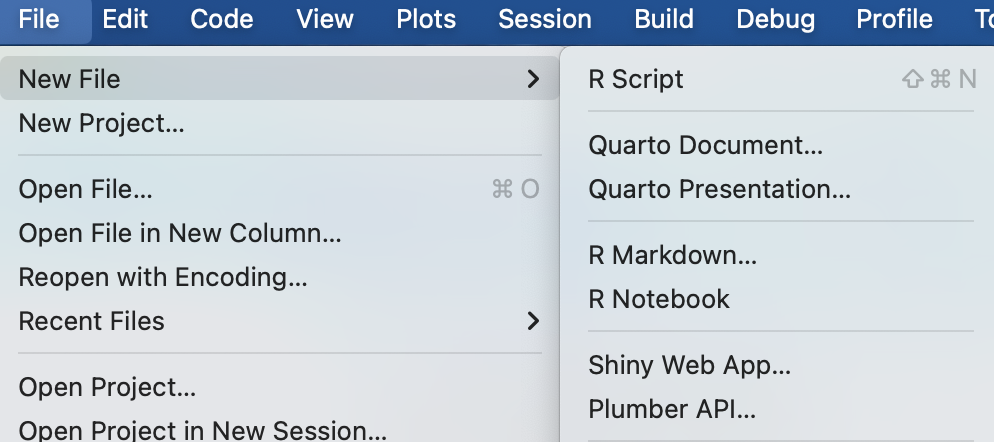 File Edit Code View Plots Session Build Debug Profile
New File
New Project...
Open File... ⌘ O
Open File in New Column...
Reopen with Encoding...
Recent Files
Open Project...
Open Project in New Session...
R Script ⇧ ⌘ N
Quarto Document...
Quarto Presentation...
R Markdown...
R Notebook
Shiny Web App...
Plumber API...